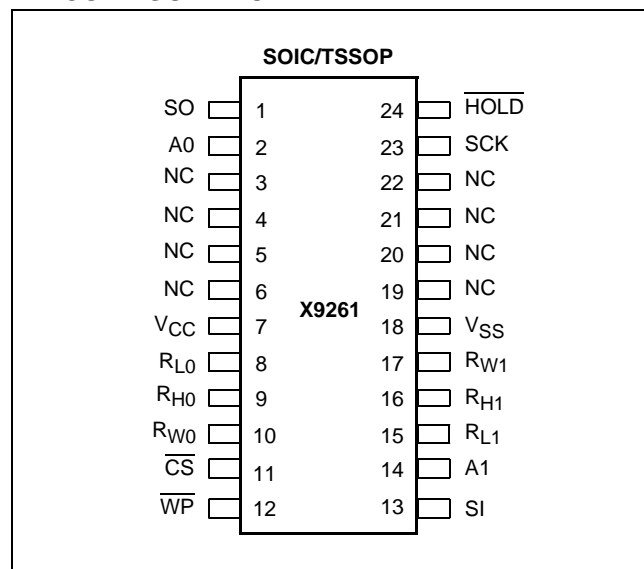 SOIC/TSSOP
SO 1 24 HOLD
A0 2 23 SCK
NC 3 22 NC
NC 4 21 NC
NC 5 20 NC
NC 6 19 NC
X9261
VCC 7 18 VSS
RL0 8 17 RW1
RH0 9 16 RH1
RW0 10 15 RL1
CS 11 14 A1
WP 12 13 SI